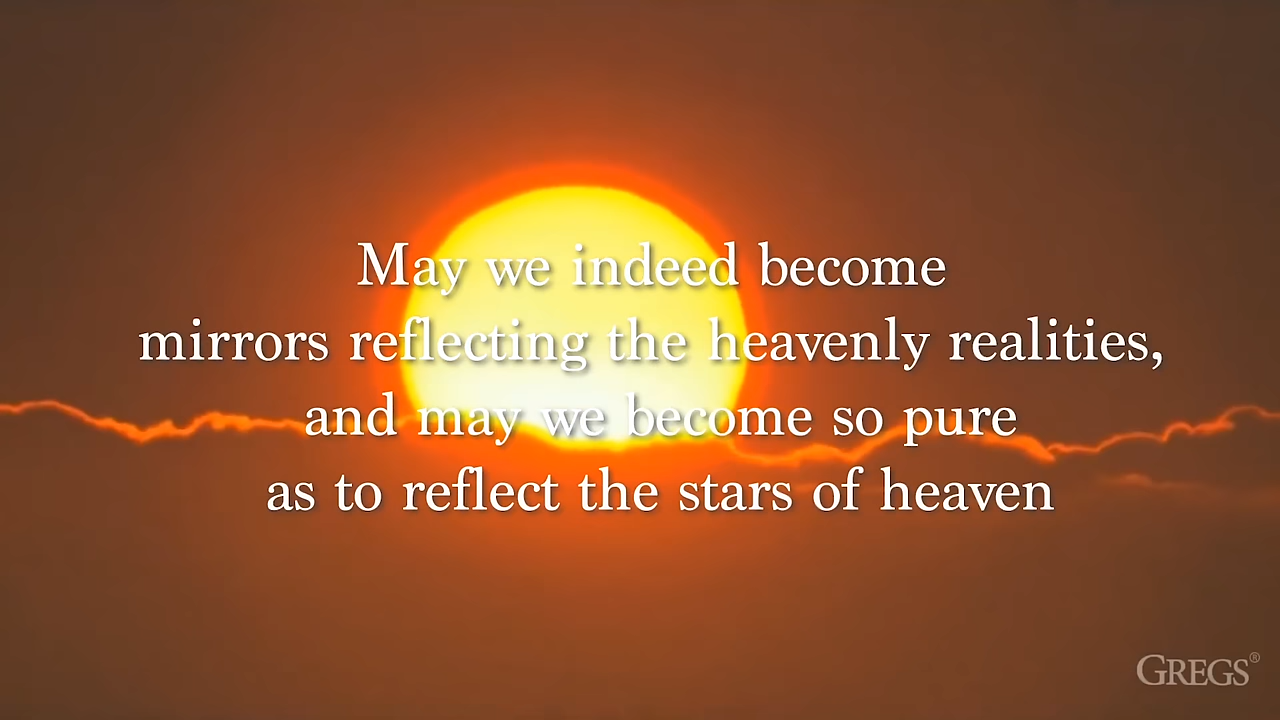 May we indeed become
mirrors reflecting the heavenly realities,
and may we become so pure
as to reflect the stars of heaven
GREGS®